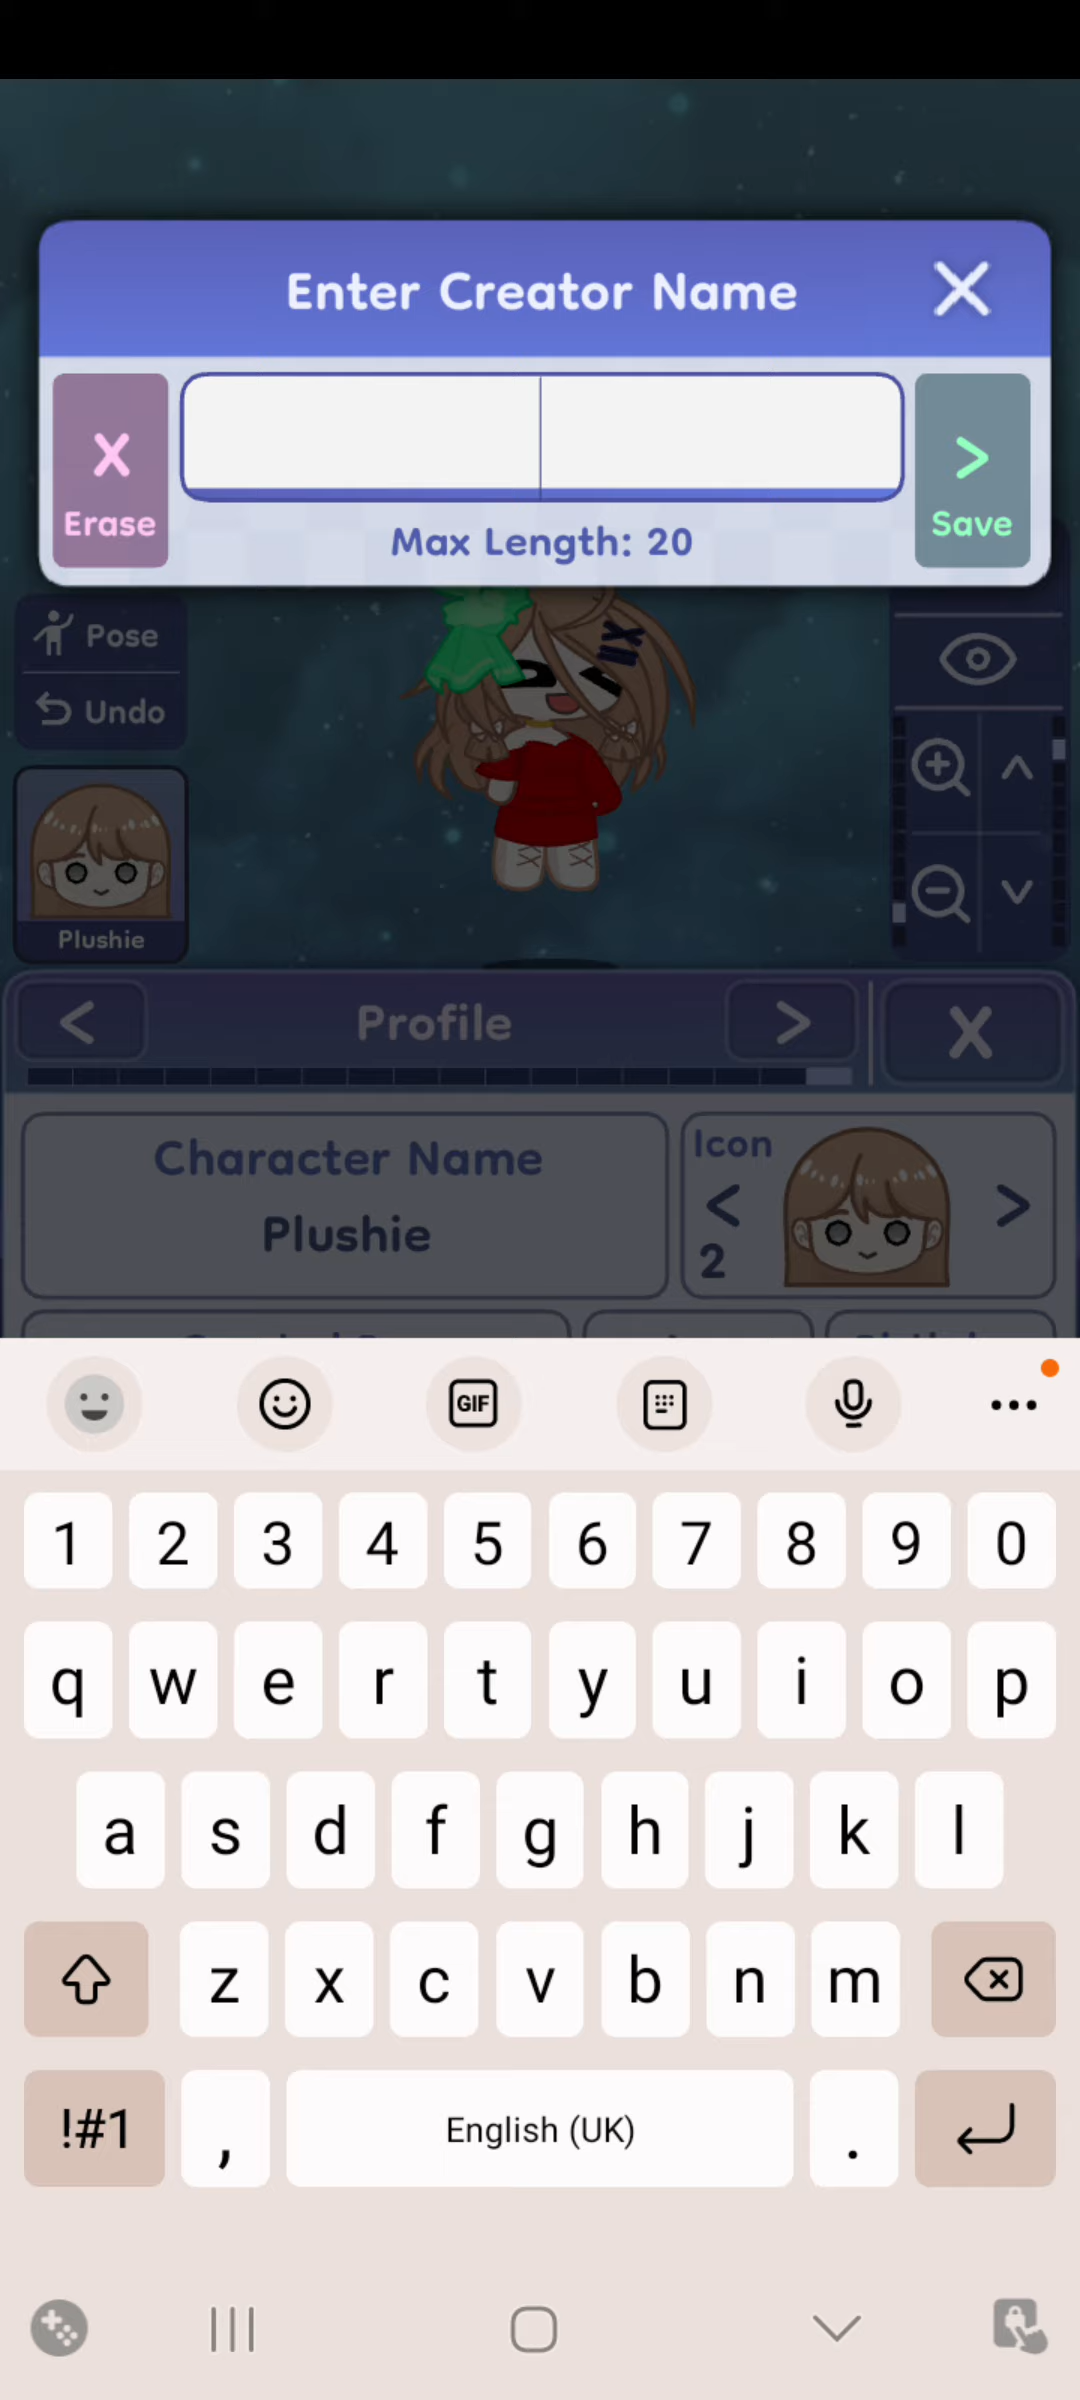 Enter Creator Name
X
Erase
>
Save
Max Length: 20
Pose
Undo
Plushie
< Profile > X
Character Name
Plushie
Icon
< >
2
GIF
1 2 3 4 5 6 7 8 9 0
q w e r t y u i o p
a s d f g h j k l
z x c v b n m
!#1 , English (UK) .